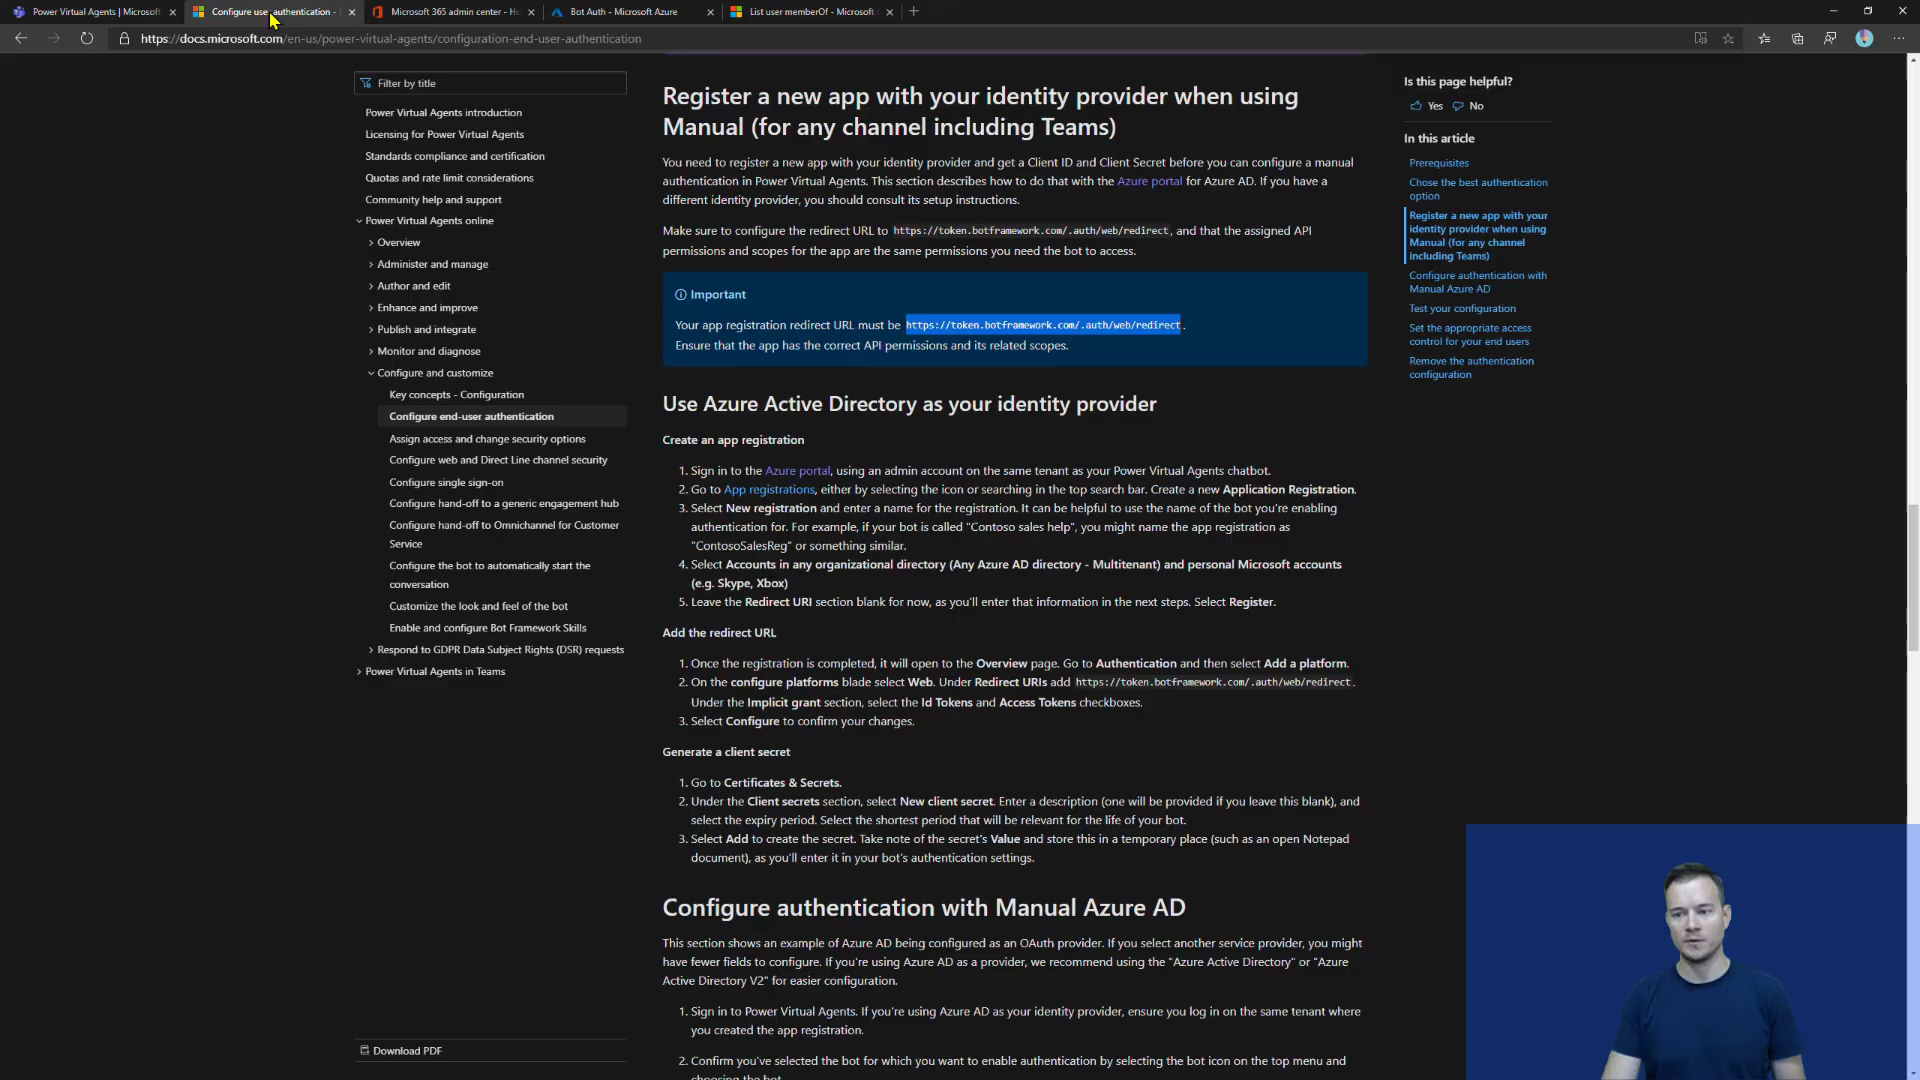 Power Virtual Agents | Microsoft
Configure use
authentication -
Microsoft 365 admin center - Ho
Bot Auth - Microsoft Azure
List user memberOf - Microsoft
https://docs.microsoft.com/en-us/power-virtual-agents/configuration-end-user-authentication
Filter by title
Power Virtual Agents introduction
Licensing for Power Virtual Agents
Standards compliance and certification
Quotas and rate limit considerations
Community help and support
Power Virtual Agents online
Overview
Administer and manage
Author and edit
Enhance and improve
Publish and integrate
Monitor and diagnose
Configure and customize
Key concepts - Configuration
Configure end-user authentication
Assign access and change security options
Configure web and Direct Line channel security
Configure single sign-on
Configure hand-off to a generic engagement hub
Configure hand-off to Omnichannel for Customer
Service
Configure the bot to automatically start the
conversation
Customize the look and feel of the bot
Enable and configure Bot Framework Skills
Respond to GDPR Data Subject Rights (DSR) requests
Power Virtual Agents in Teams
Download PDF
Register a new app with your identity provider when using
Manual (for any channel including Teams)
You need to register a new app with your identity provider and get a Client ID and Client Secret before you can configure a manual
authentication in Power Virtual Agents. This section describes how to do that with the Azure portal for Azure AD. If you have a
different identity provider, you should consult its setup instructions.
Make sure to configure the redirect URL to https://token.botframework.com/.auth/web/redirect, and that the assigned API
permissions and scopes for the app are the same permissions you need the bot to access.
Important
Your app registration redirect URL must be https://token.botframework.com/.auth/web/redirect.
Ensure that the app has the correct API permissions and its related scopes.
Use Azure Active Directory as your identity provider
Create an app registration
1. Sign in to the Azure portal, using an admin account on the same tenant as your Power Virtual Agents chatbot.
2. Go to App registrations, either by selecting the icon or searching in the top search bar. Create a new Application Registration.
3. Select New registration and enter a name for the registration. It can be helpful to use the name of the bot you're enabling
authentication for. For example, if your bot is called "Contoso sales help", you might name the app registration as
"ContosoSalesReg" or something similar.
4. Select Accounts in any organizational directory (Any Azure AD directory - Multitenant) and personal Microsoft accounts
(e.g. Skype, Xbox)
5. Leave the Redirect URI section blank for now, as you'll enter that information in the next steps. Select Register.
Add the redirect URL
1. Once the registration is completed, it will open to the Overview page. Go to Authentication and then select Add a platform.
2. On the configure platforms blade select Web. Under Redirect URIs add https://token.botframework.com/.auth/web/redirect.
Under the Implicit grant section, select the Id Tokens and Access Tokens checkboxes.
3. Select Configure to confirm your changes.
Generate a client secret
1. Go to Certificates & Secrets.
2. Under the Client secrets section, select New client secret. Enter a description (one will be provided if you leave this blank), and
select the expiry period. Select the shortest period that will be relevant for the life of your bot.
3. Select Add to create the secret. Take note of the secret's Value and store this in a temporary place (such as an open Notepad
document), as you'll enter it in your bot's authentication settings.
Configure authentication with Manual Azure AD
This section shows an example of Azure AD being configured as an OAuth provider. If you select another service provider, you might
have fewer fields to configure. If you're using Azure AD as a provider, we recommend using the "Azure Active Directory" or "Azure
Active Directory V2" for easier configuration.
1. Sign in to Power Virtual Agents. If you're using Azure AD as your identity provider, ensure you log in on the same tenant where
you created the app registration.
2. Confirm you've selected the bot for which you want to enable authentication by selecting the bot icon on the top menu and
choosing the bot
Is this page helpful?
Yes No
In this article
Prerequisites
Chose the best authentication
option
Register a new app with your
identity provider when using
Manual (for any channel
including Teams)
Configure authentication with
Manual Azure AD
Test your configuration
Set the appropriate access
control for your end users
Remove the authentication
configuration